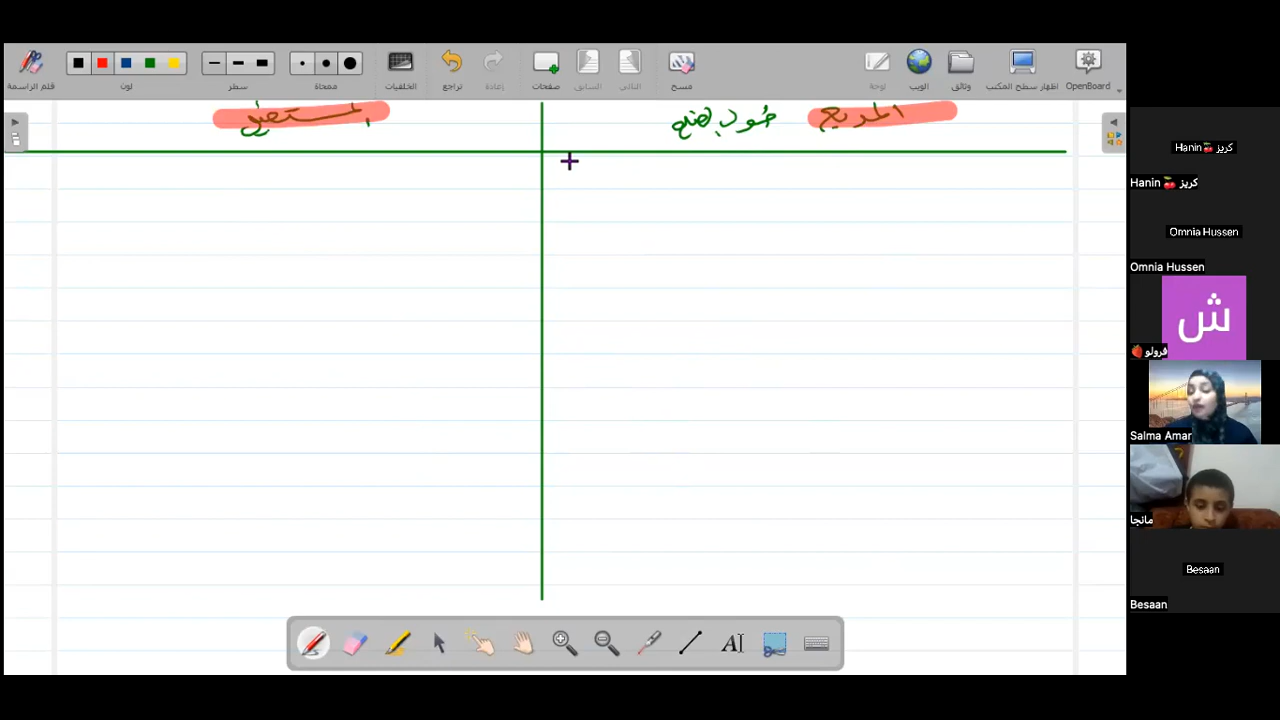 قلم الراسمة
لون
سطر
ممحاة
الخلفيات
تراجع
إعادة
صفحات
السابق
التالي
مسح
لوحة
الويب
وثائق
اظهار سطح المكتب
OpenBoard
المربع
Hanin🍒 كريز
Hanin🍒 كريز
Omnia Hussen
Omnia Hussen
ش
فرولو 🍓
Salma Amar
مانجا
Besaan
Besaan